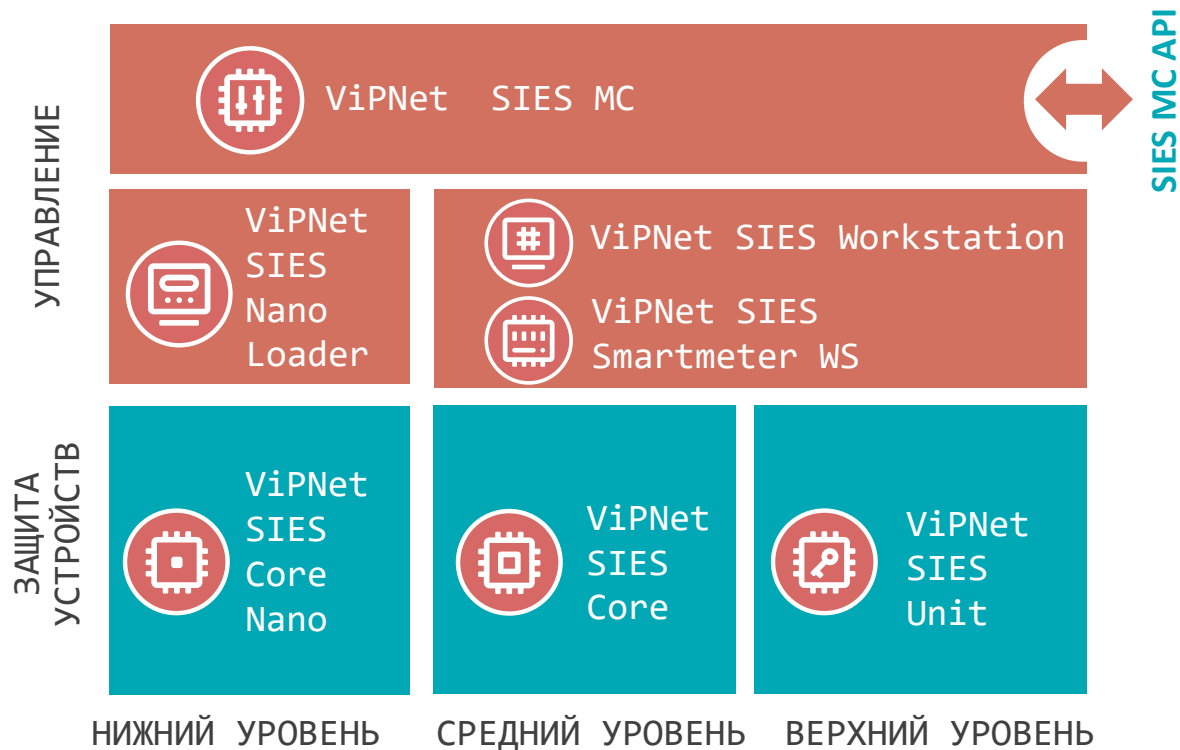 SIES MC API
УПРАВЛЕНИЕ
ViPNet SIES MC
ViPNet
SIES
Nano
Loader
ViPNet SIES Workstation
ViPNet SIES
Smartmeter WS
ЗАЩИТА
УСТРОЙСТВ
ViPNet
SIES
Core
Nano
ViPNet
SIES
Core
ViPNet
SIES
Unit
НИЖНИЙ УРОВЕНЬ
СРЕДНИЙ УРОВЕНЬ
ВЕРХНИЙ УРОВЕНЬ